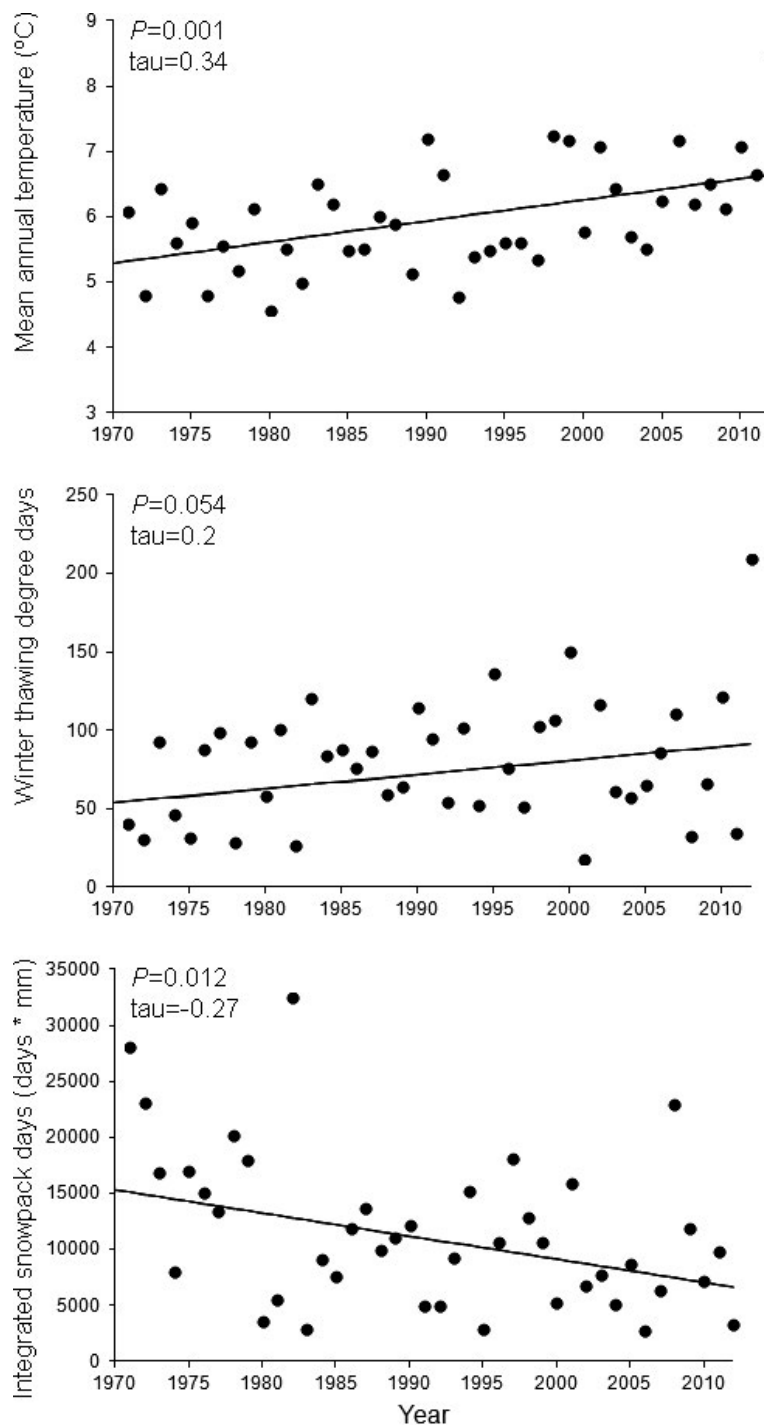 Mean annual temperature (ºC)
P=0.001
tau=0.34
9
8
7
6
5
4
3
1970 1975 1980 1985 1990 1995 2000 2005 2010
Winter thawing degree days
P=0.054
tau=0.2
250
200
150
100
50
0
1970 1975 1980 1985 1990 1995 2000 2005 2010
Integrated snowpack days (days * mm)
P=0.012
tau=-0.27
35000
30000
25000
20000
15000
10000
5000
0
1970 1975 1980 1985 1990 1995 2000 2005 2010
Year